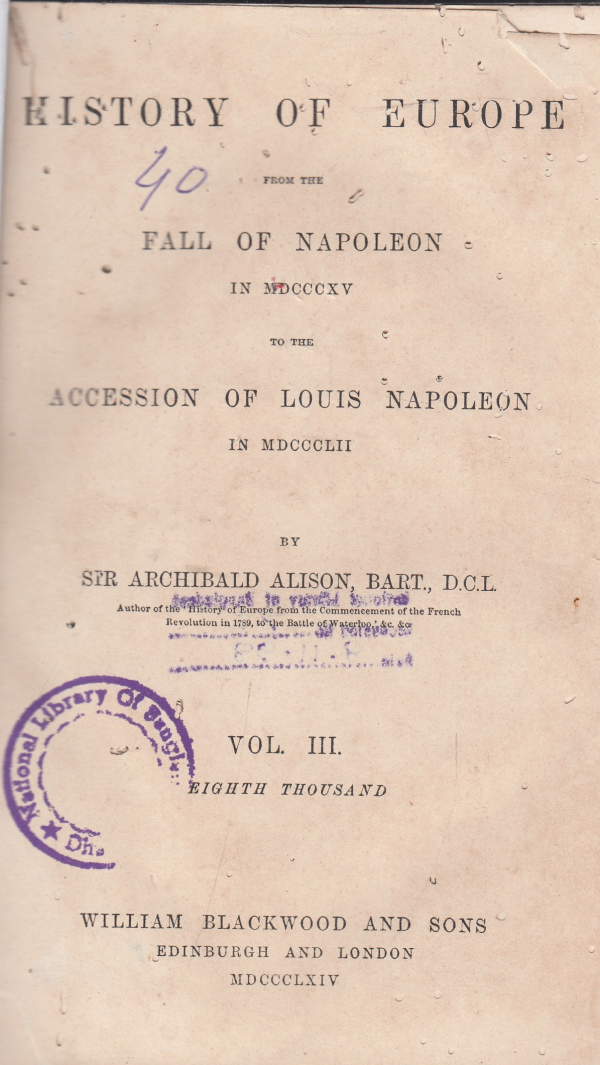 HISTORY OF EUROPE
40
FROM THE
FALL OF NAPOLEON
IN MDCCCXV
TO THE
ACCESSION OF LOUIS NAPOLEON
IN MDCCCLII
BY
SIR ARCHIBALD ALISON, BART., D.C.L.
Author of the 'History of Europe from the Commencement of the French
Revolution in 1789, to the Battle of Waterloo,' &c. &c.
National Library Of Bangla
Dha
VOL. III.
EIGHTH THOUSAND
WILLIAM BLACKWOOD AND SONS
EDINBURGH AND LONDON
MDCCCLXIV